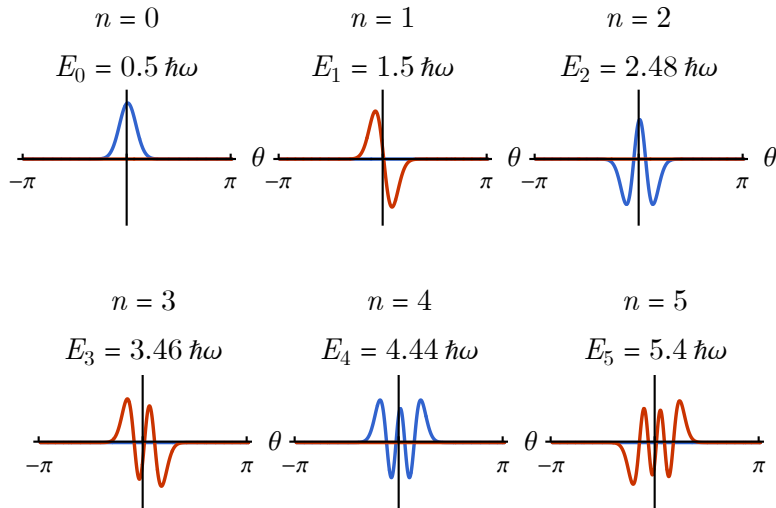 n = 0
E₀ = 0.5 ℏω
−π π θ
n = 1
E₁ = 1.5 ℏω
−π π θ
n = 2
E₂ = 2.48 ℏω
−π π θ
n = 3
E₃ = 3.46 ℏω
−π π θ
n = 4
E₄ = 4.44 ℏω
−π π θ
n = 5
E₅ = 5.4 ℏω
−π π